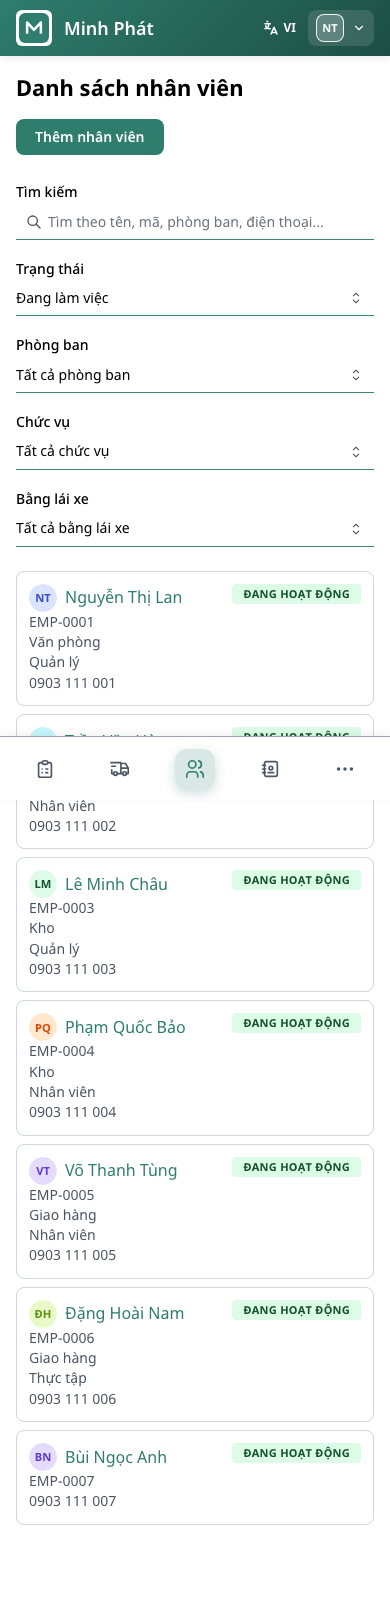 Minh Phát
VI
NT
Danh sách nhân viên
Thêm nhân viên
Tìm kiếm
Tìm theo tên, mã, phòng ban, điện thoại...
Trạng thái
Đang làm việc
Phòng ban
Tất cả phòng ban
Chức vụ
Tất cả chức vụ
Bằng lái xe
Tất cả bằng lái xe
NT Nguyễn Thị Lan ĐANG HOẠT ĐỘNG
EMP-0001
Văn phòng
Quản lý
0903 111 001
Nhân viên
0903 111 002
LM Lê Minh Châu ĐANG HOẠT ĐỘNG
EMP-0003
Kho
Quản lý
0903 111 003
PQ Phạm Quốc Bảo ĐANG HOẠT ĐỘNG
EMP-0004
Kho
Nhân viên
0903 111 004
VT Võ Thanh Tùng ĐANG HOẠT ĐỘNG
EMP-0005
Giao hàng
Nhân viên
0903 111 005
ĐH Đặng Hoài Nam ĐANG HOẠT ĐỘNG
EMP-0006
Giao hàng
Thực tập
0903 111 006
BN Bùi Ngọc Anh ĐANG HOẠT ĐỘNG
EMP-0007
0903 111 007